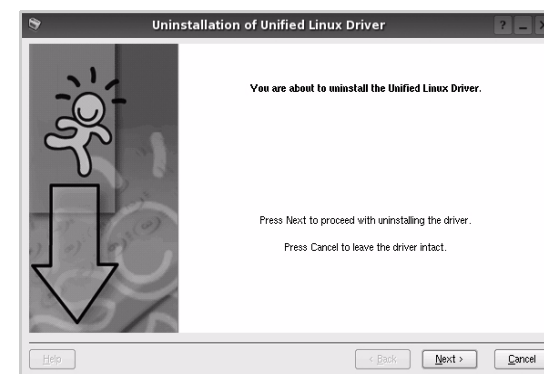 Uninstallation of Unified Linux Driver
You are about to uninstall the Unified Linux Driver.
Press Next to proceed with uninstalling the driver.
Press Cancel to leave the driver intact.
Help
< Back
Next >
Cancel